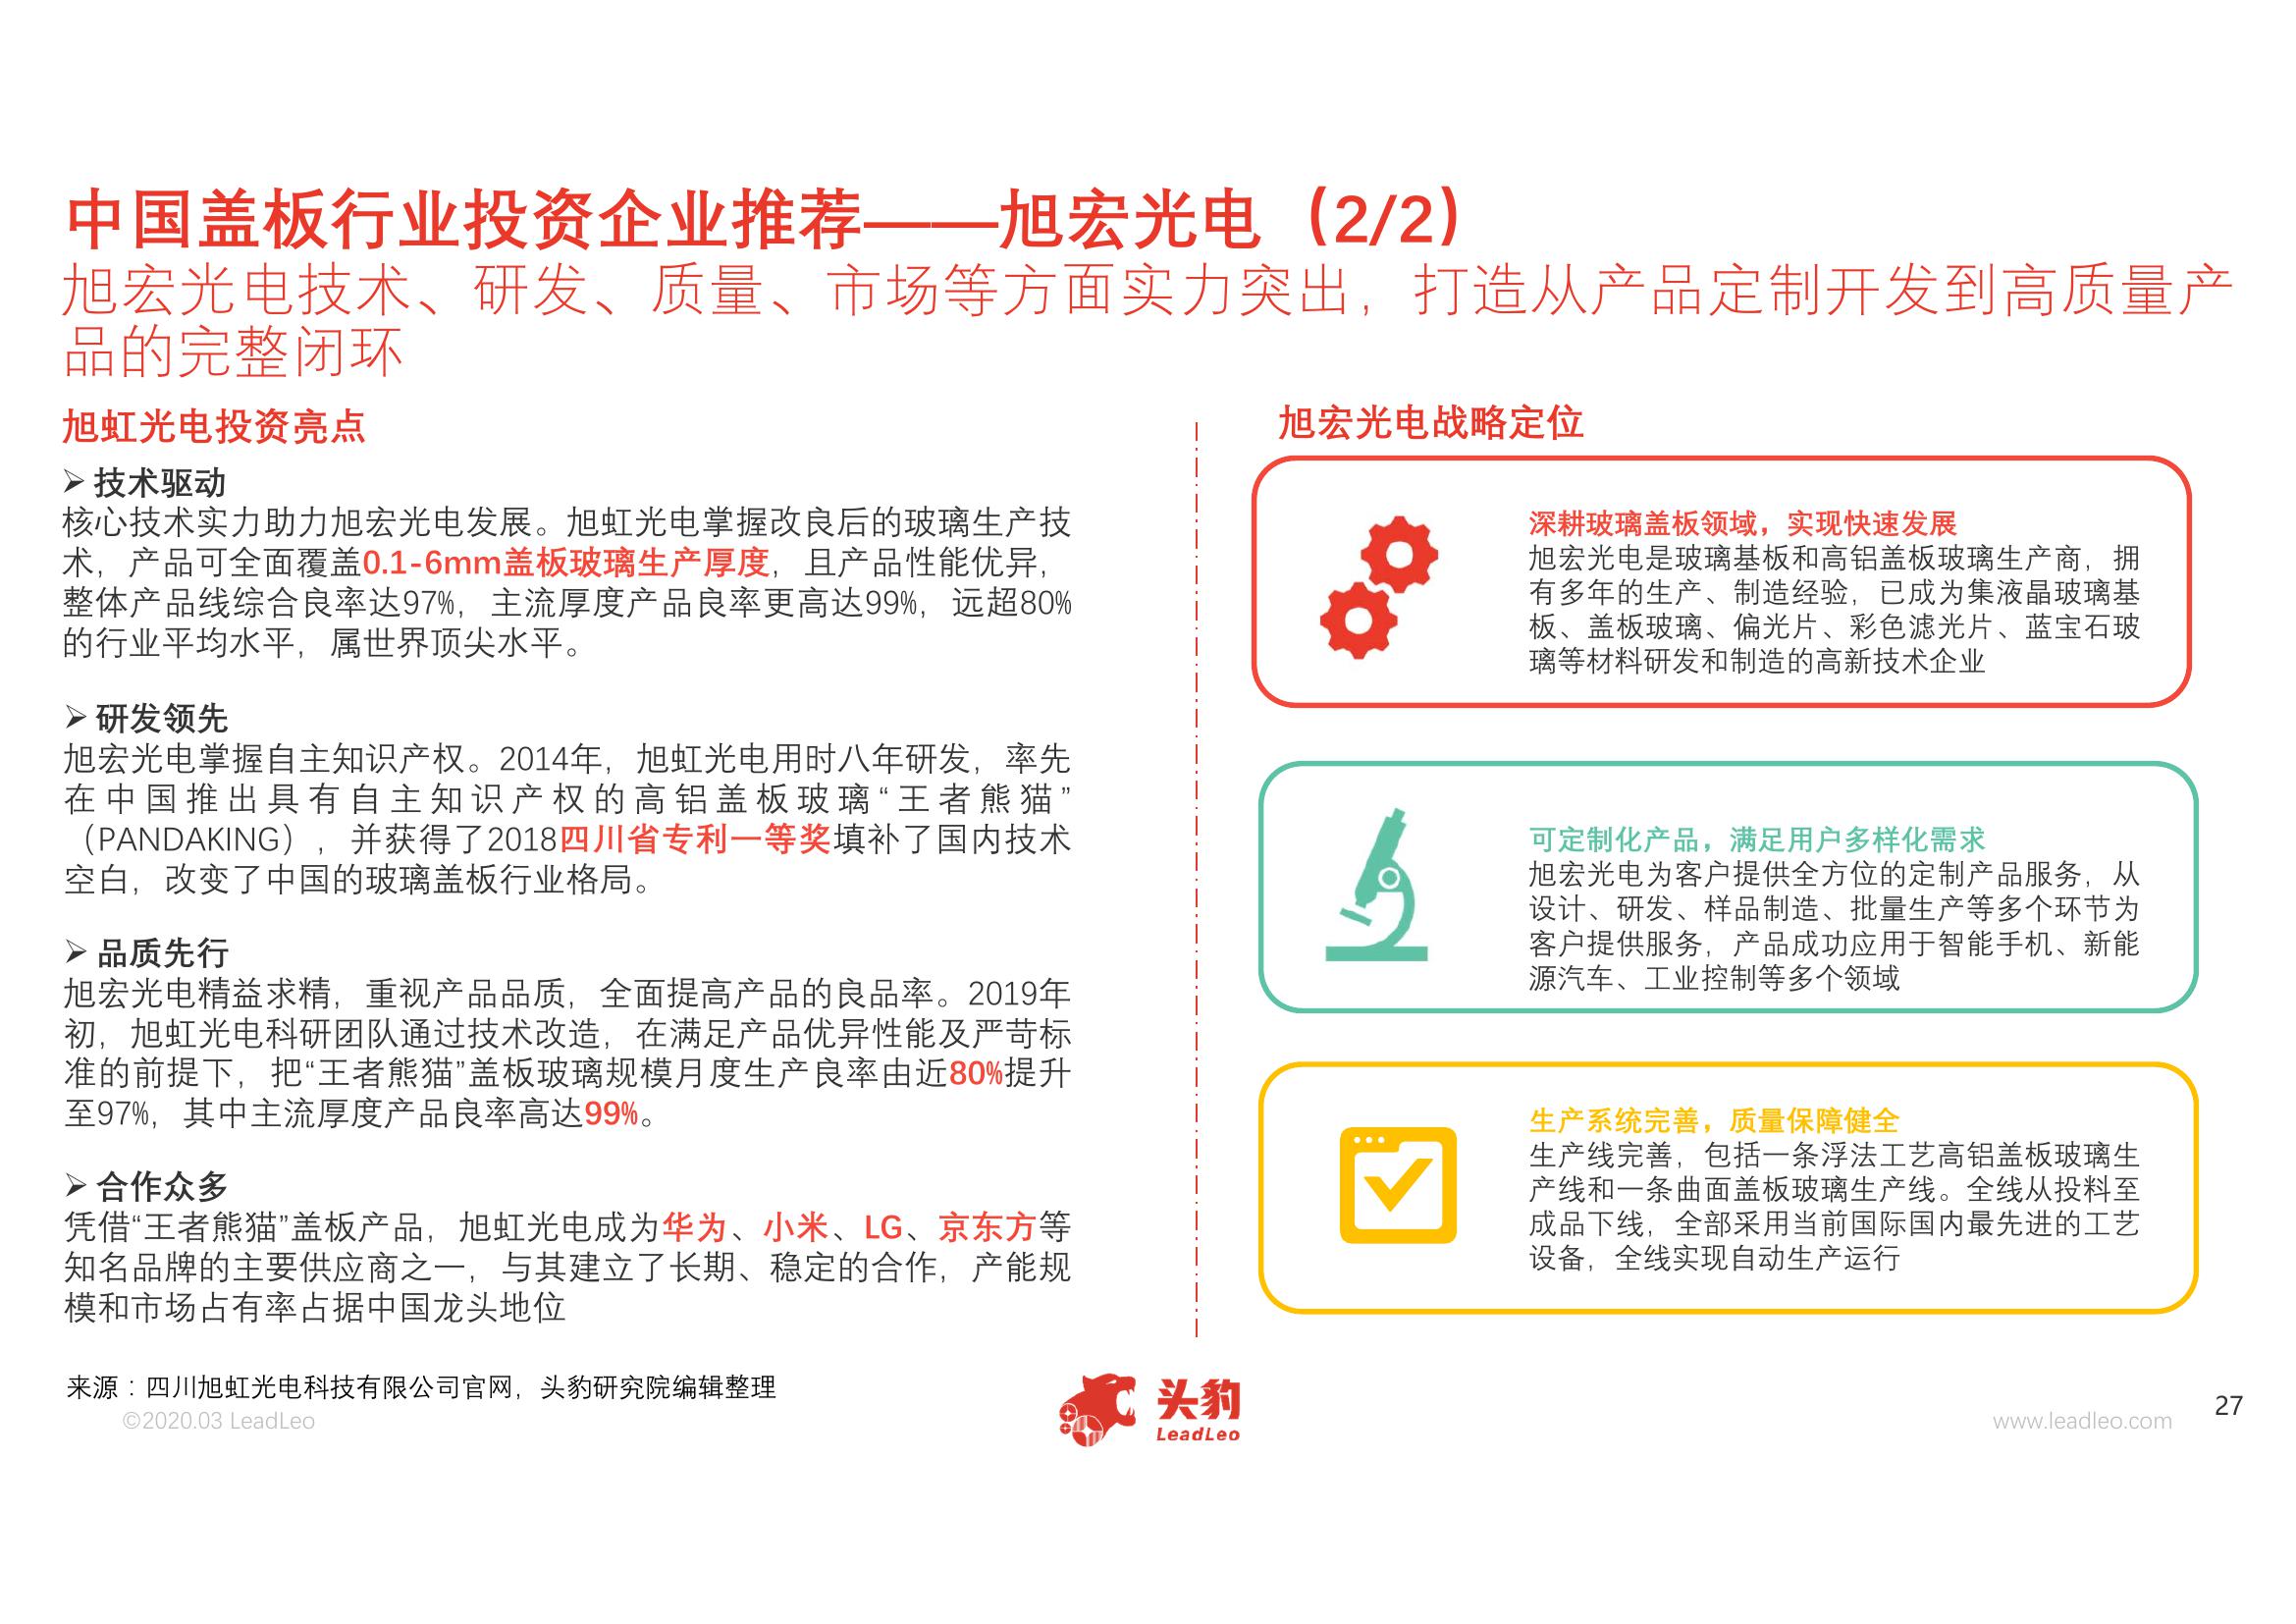 中国盖板行业投资企业推荐——旭宏光电（2/2）
旭宏光电技术、研发、质量、市场等方面实力突出，打造从产品定制开发到高质量产
品的完整闭环
旭虹光电投资亮点
➢ 技术驱动
核心技术实力助力旭宏光电发展。旭虹光电掌握改良后的玻璃生产技
术，产品可全面覆盖0.1-6mm盖板玻璃生产厚度，且产品性能优异，
整体产品线综合良率达97%，主流厚度产品良率更高达99%，远超80%
的行业平均水平，属世界顶尖水平。
➢ 研发领先
旭宏光电掌握自主知识产权。2014年，旭虹光电用时八年研发，率先
在中国推出具有自主知识产权的高铝盖板玻璃“王者熊猫”
（PANDAKING），并获得了2018四川省专利一等奖填补了国内技术
空白，改变了中国的玻璃盖板行业格局。
➢ 品质先行
旭宏光电精益求精，重视产品品质，全面提高产品的良品率。2019年
初，旭虹光电科研团队通过技术改造，在满足产品优异性能及严苛标
准的前提下，把“王者熊猫”盖板玻璃规模月度生产良率由近80%提升
至97%，其中主流厚度产品良率高达99%。
➢ 合作众多
凭借“王者熊猫”盖板产品，旭虹光电成为华为、小米、LG、京东方等
知名品牌的主要供应商之一，与其建立了长期、稳定的合作，产能规
模和市场占有率占据中国龙头地位
旭宏光电战略定位
深耕玻璃盖板领域，实现快速发展
旭宏光电是玻璃基板和高铝盖板玻璃生产商，拥
有多年的生产、制造经验，已成为集液晶玻璃基
板、盖板玻璃、偏光片、彩色滤光片、蓝宝石玻
璃等材料研发和制造的高新技术企业
可定制化产品，满足用户多样化需求
旭宏光电为客户提供全方位的定制产品服务，从
设计、研发、样品制造、批量生产等多个环节为
客户提供服务，产品成功应用于智能手机、新能
源汽车、工业控制等多个领域
生产系统完善，质量保障健全
生产线完善，包括一条浮法工艺高铝盖板玻璃生
产线和一条曲面盖板玻璃生产线。全线从投料至
成品下线，全部采用当前国际国内最先进的工艺
设备，全线实现自动生产运行
来源：四川旭虹光电科技有限公司官网，头豹研究院编辑整理
©2020.03 LeadLeo
头豹
LeadLeo
www.leadleo.com
27